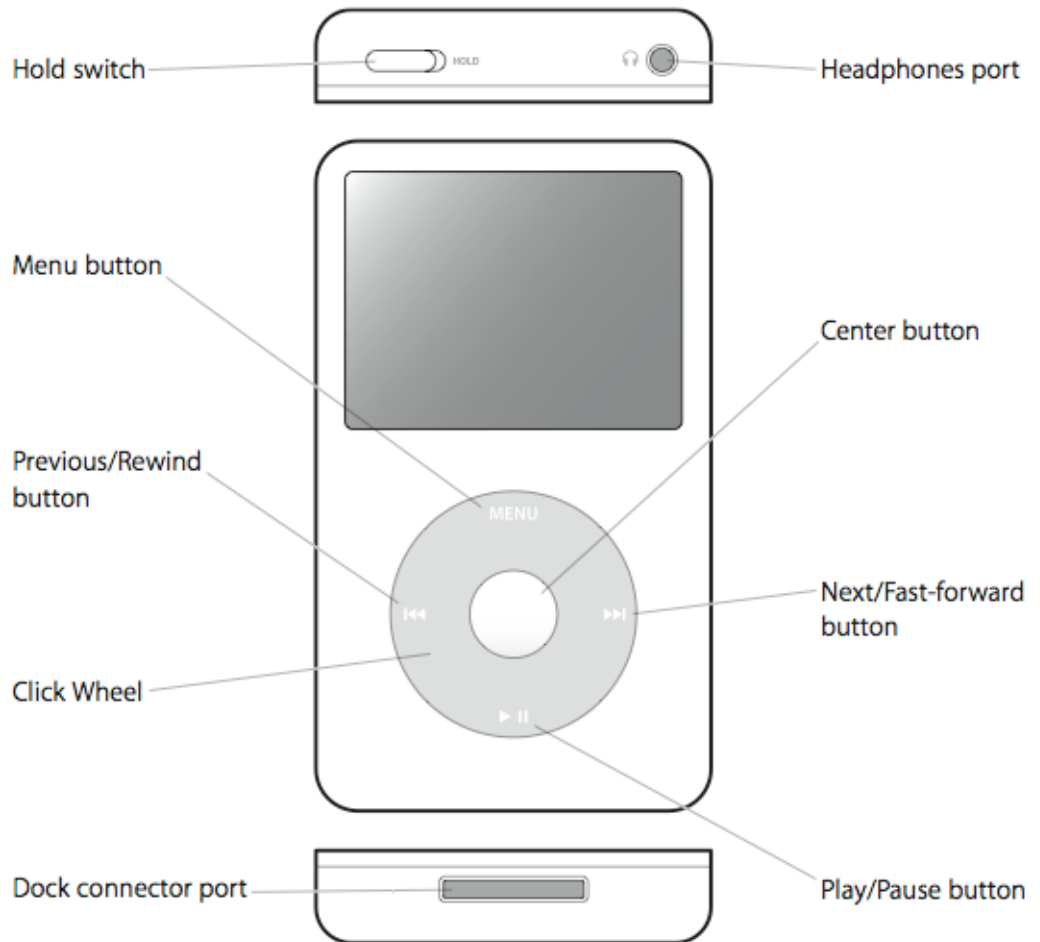 Hold switch
HOLD
Headphones port
Menu button
Center button
Previous/Rewind
button
MENU
Next/Fast-forward
button
Click Wheel
Dock connector port
Play/Pause button